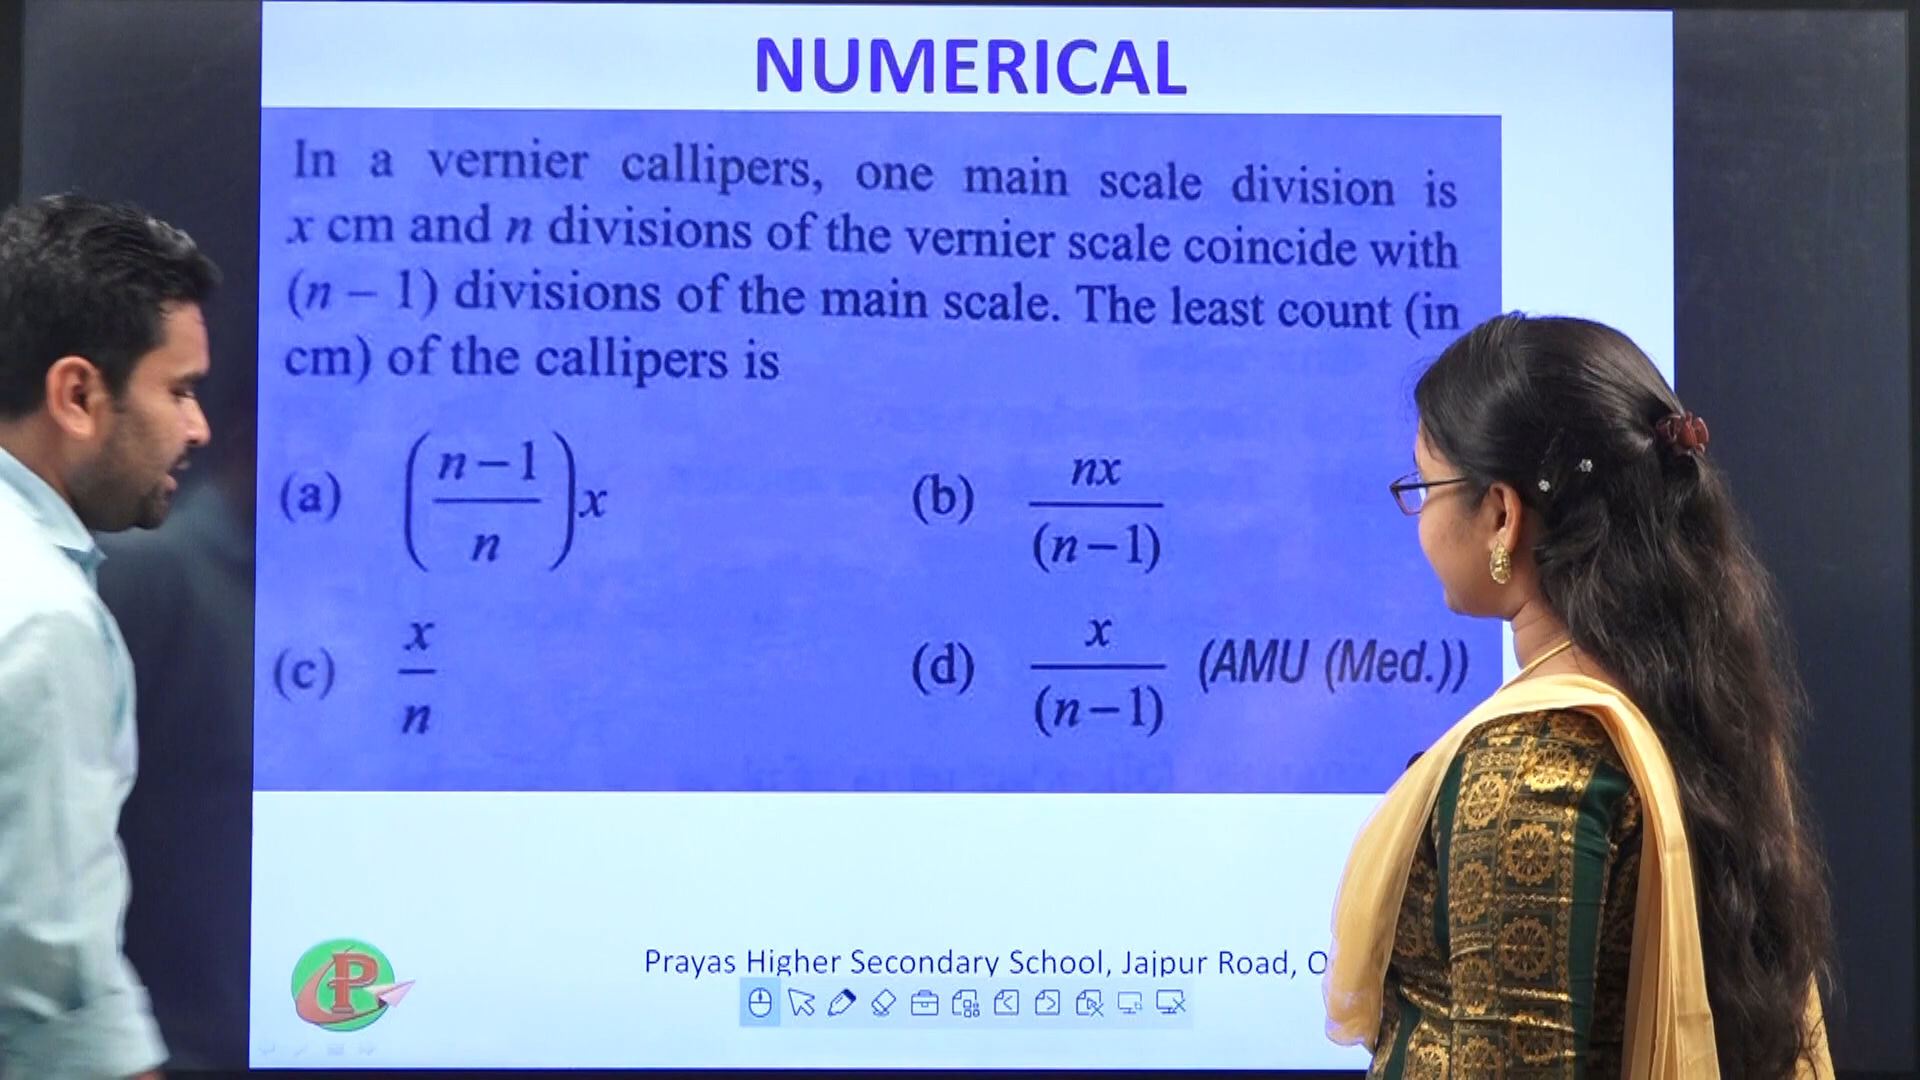 NUMERICAL
In a vernier callipers, one main scale division is
x cm and n divisions of the vernier scale coincide with
(n – 1) divisions of the main scale. The least count (in
cm) of the callipers is
(a) ((n–1)/n)x (b) nx/(n–1)
(c) x/n (d) x/(n–1) (AMU (Med.))
P
Prayas Higher Secondary School, Jajpur Road, O